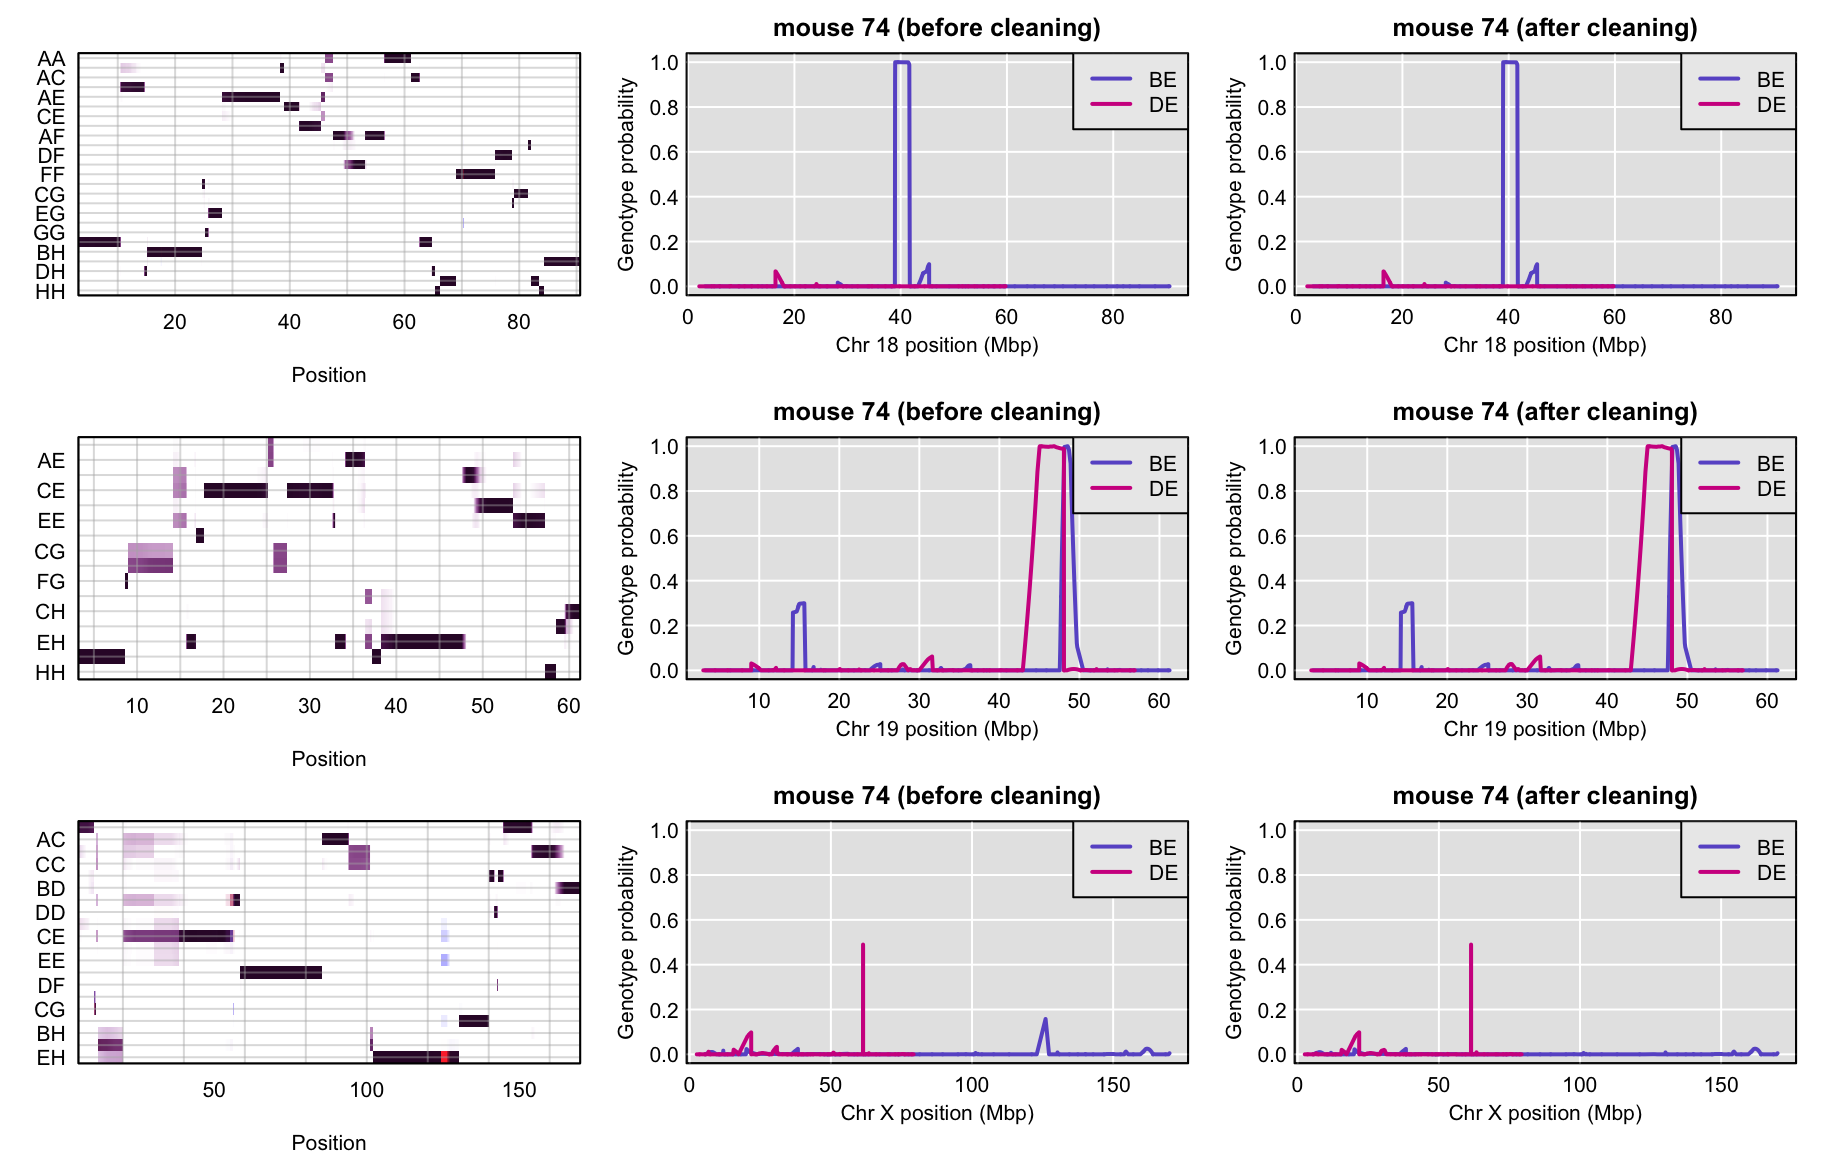 AA
AC
AE
CE
AF
DF
FF
CG
EG
GG
BH
DH
HH
20 40 60 80
Position
mouse 74 (before cleaning)
Genotype probability
1.0
0.8
0.6
0.4
0.2
0.0
BE
DE
0 20 40 60 80
Chr 18 position (Mbp)
mouse 74 (after cleaning)
Genotype probability
1.0
0.8
0.6
0.4
0.2
0.0
BE
DE
0 20 40 60 80
Chr 18 position (Mbp)
AE
CE
EE
CG
FG
CH
EH
HH
10 20 30 40 50 60
Position
mouse 74 (before cleaning)
Genotype probability
1.0
0.8
0.6
0.4
0.2
0.0
BE
DE
10 20 30 40 50 60
Chr 19 position (Mbp)
mouse 74 (after cleaning)
Genotype probability
1.0
0.8
0.6
0.4
0.2
0.0
BE
DE
10 20 30 40 50 60
Chr 19 position (Mbp)
AC
CC
BD
DD
CE
EE
DF
CG
BH
EH
50 100 150
Position
mouse 74 (before cleaning)
Genotype probability
1.0
0.8
0.6
0.4
0.2
0.0
BE
DE
0 50 100 150
Chr X position (Mbp)
mouse 74 (after cleaning)
Genotype probability
1.0
0.8
0.6
0.4
0.2
0.0
BE
DE
0 50 100 150
Chr X position (Mbp)